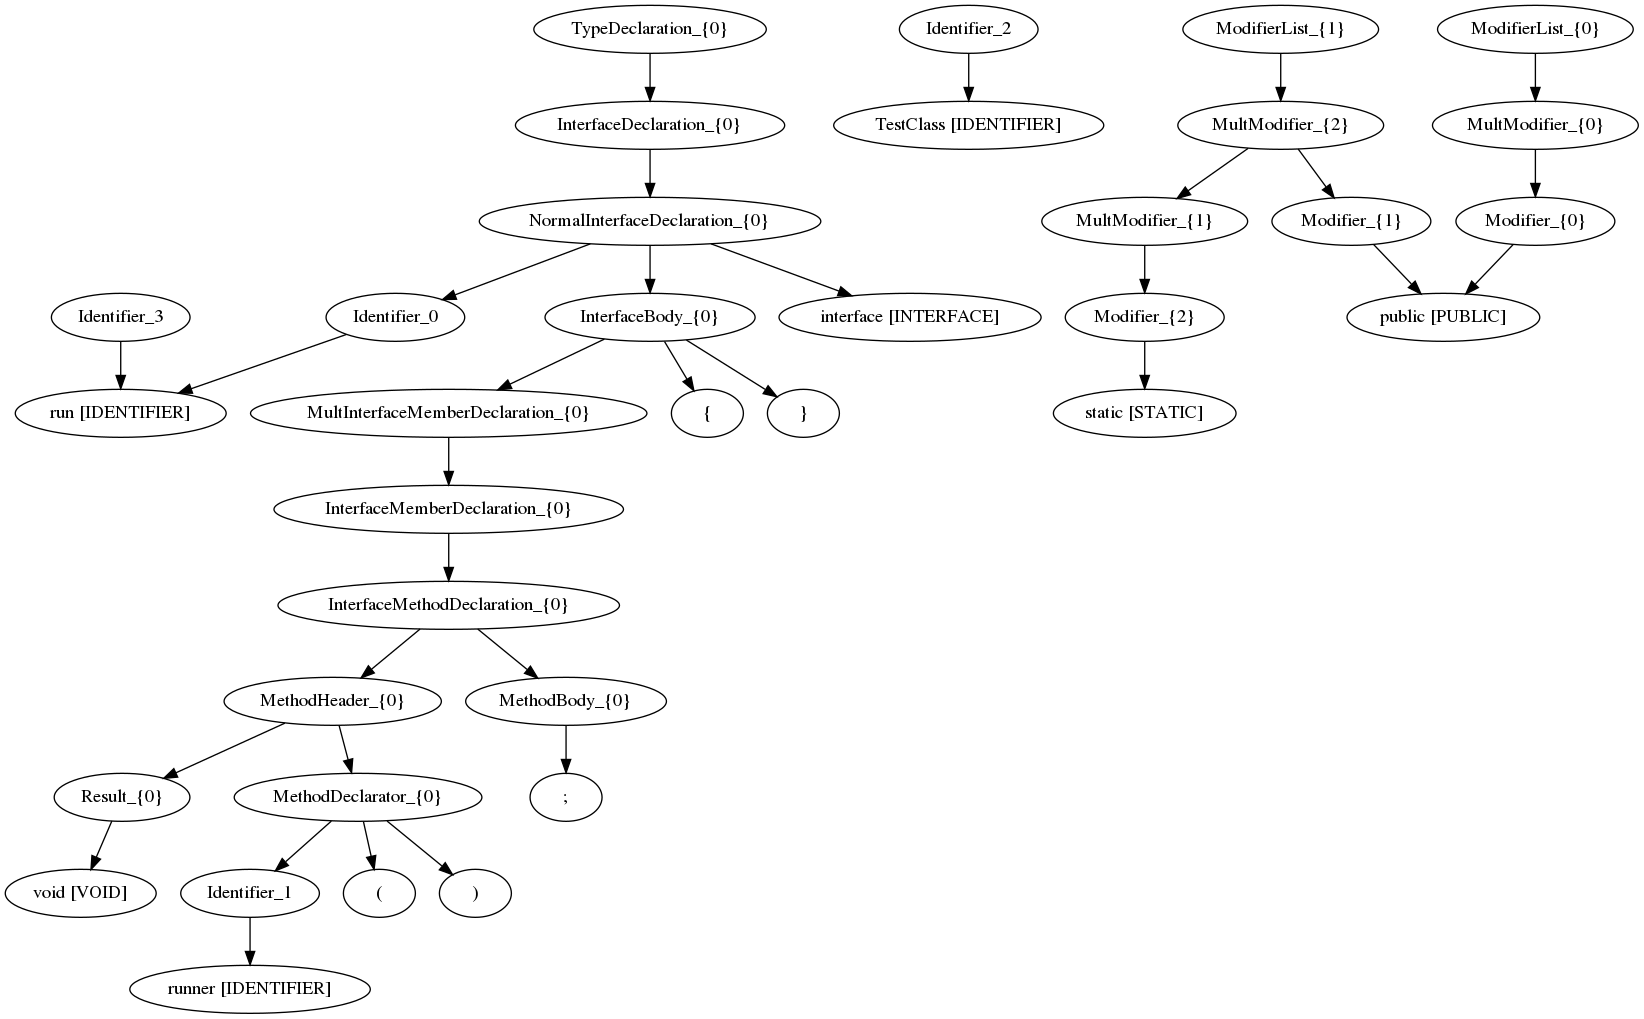 TypeDeclaration_{0}
Identifier_2
ModifierList_{1}
ModifierList_{0}
InterfaceDeclaration_{0}
TestClass [IDENTIFIER]
MultModifier_{2}
MultModifier_{0}
NormalInterfaceDeclaration_{0}
MultModifier_{1}
Modifier_{1}
Modifier_{0}
Identifier_3
Identifier_0
InterfaceBody_{0}
interface [INTERFACE]
Modifier_{2}
public [PUBLIC]
run [IDENTIFIER]
MultInterfaceMemberDeclaration_{0}
{
}
static [STATIC]
InterfaceMemberDeclaration_{0}
InterfaceMethodDeclaration_{0}
MethodHeader_{0}
MethodBody_{0}
Result_{0}
MethodDeclarator_{0}
;
void [VOID]
Identifier_1
(
)
runner [IDENTIFIER]